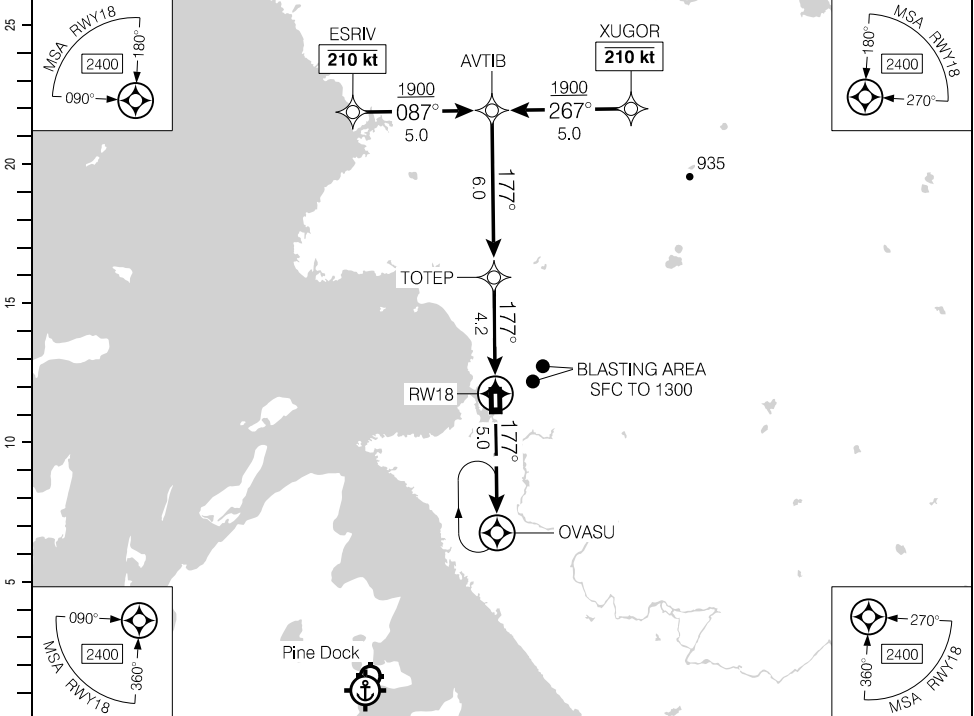 25
20
15
10
5
MSA RWY18
180°
2400
090°
ESRIV
210 kt
AVTIB
XUGOR
210 kt
MSA RWY18
180°
2400
270°
1900
087°
5.0
1900
267°
5.0
935
177°
6.0
TOTEP
177°
4.2
RW18
BLASTING AREA
SFC TO 1300
177°
5.0
OVASU
090°
2400
360°
MSA RWY18
Pine Dock
270°
2400
360°
MSA RWY18